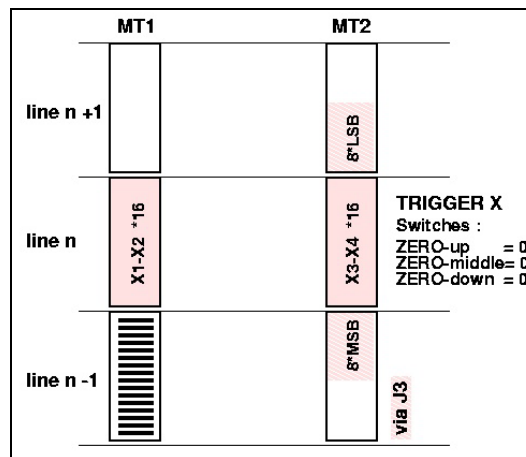 MT1 MT2
line n +1
8*LSB
line n
X1-X2 *16
X3-X4 *16
TRIGGER X
Switches :
ZERO-up = 0
ZERO-middle= 0
ZERO-down = 0
line n -1
8*MSB
via J3